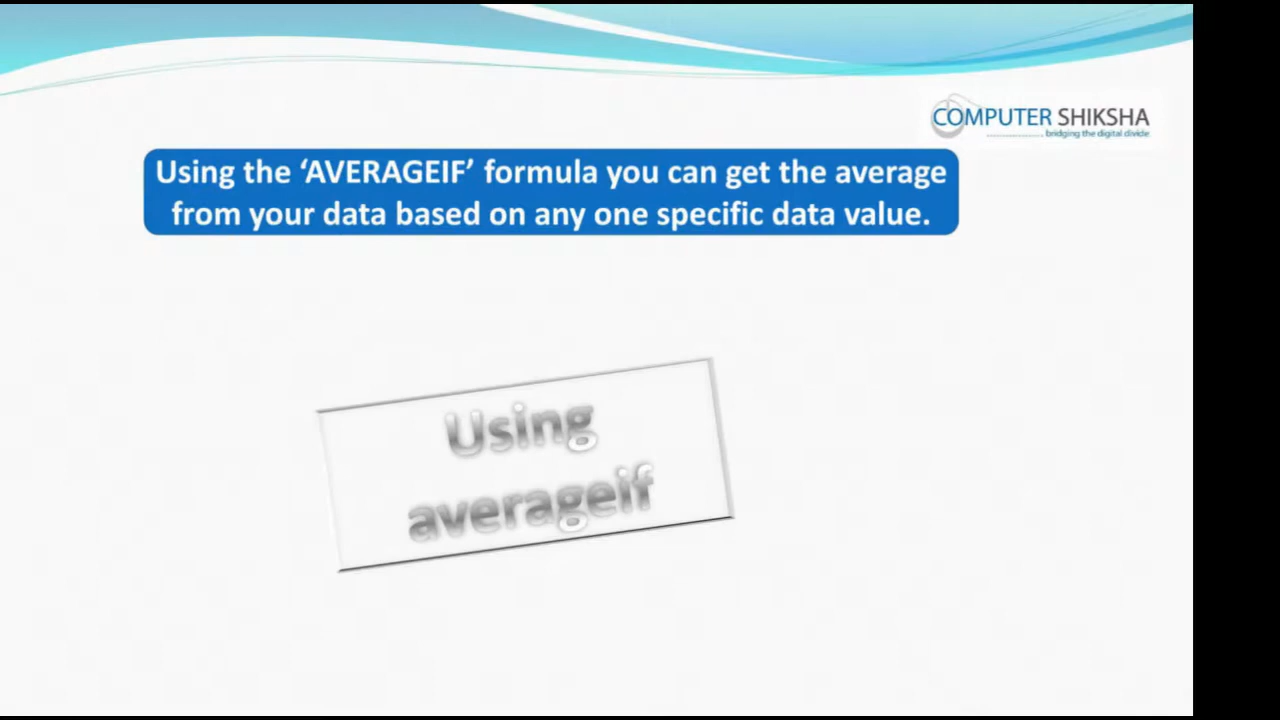 COMPUTER SHIKSHA
bridging the digital divide
Using the ‘AVERAGEIF’ formula you can get the average
from your data based on any one specific data value.
Using
averageif